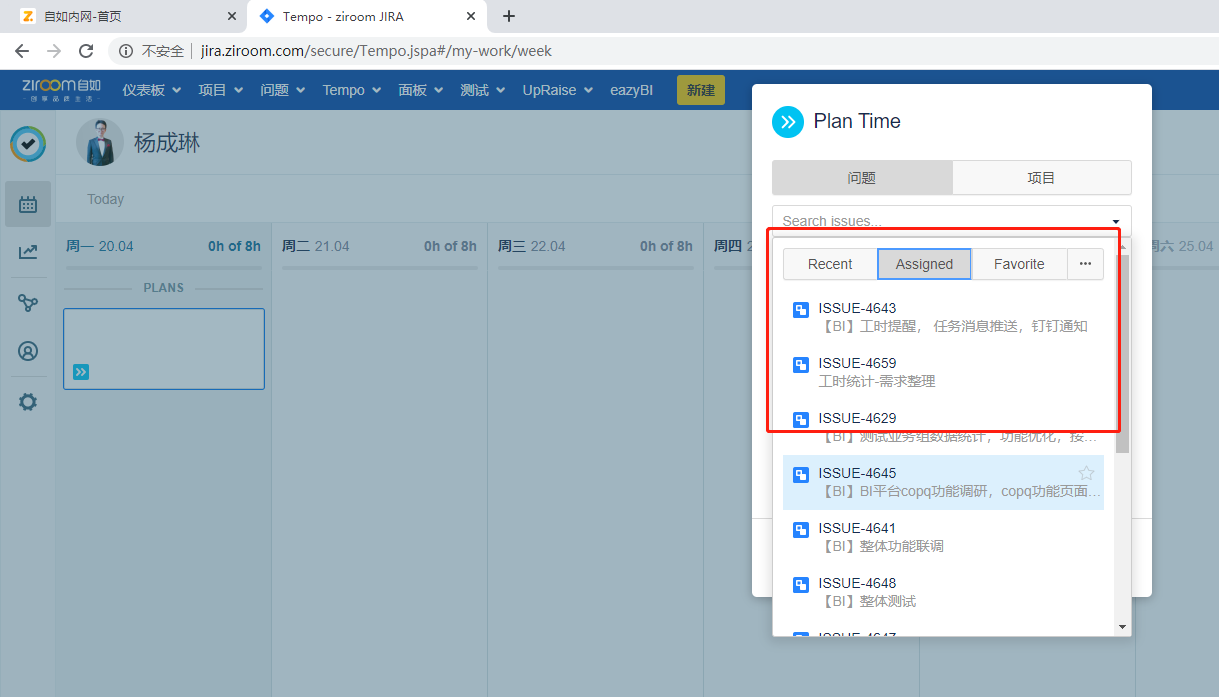 自如内网-首页
Tempo - ziroom JIRA
不安全
jira.ziroom.com/secure/Tempo.jspa#/my-work/week
ziroom自如
·创享品质生活·
仪表板
项目
问题
Tempo
面板
测试
UpRaise
eazyBI
新建
杨成琳
Today
周一 20.04
0h of 8h
周二 21.04
0h of 8h
周三 22.04
0h of 8h
周四 2
周六 25.04
PLANS
Plan Time
问题
项目
Search issues...
Recent
Assigned
Favorite
...
ISSUE-4643
【BI】工时提醒， 任务消息推送，钉钉通知
ISSUE-4659
工时统计-需求整理
ISSUE-4629
【BI】测试业务组数据统计，功能优化，按...
ISSUE-4645
【BI】BI平台copq功能调研，copq功能页面...
ISSUE-4641
【BI】整体功能联调
ISSUE-4648
【BI】整体测试
ISSUE-4647